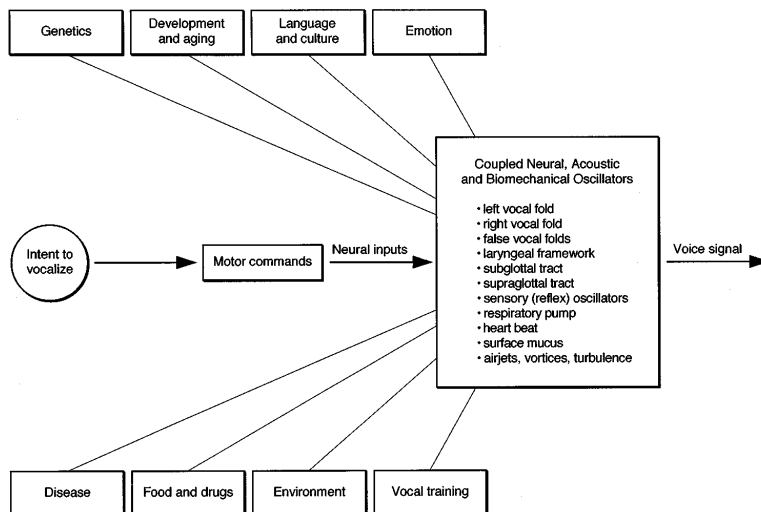 Genetics
Development
and aging
Language
and culture
Emotion
Coupled Neural, Acoustic
and Biomechanical Oscillators
• left vocal fold
• right vocal fold
• false vocal folds
• laryngeal framework
• subglottal tract
• supraglottal tract
• sensory (reflex) oscillators
• respiratory pump
• heart beat
• surface mucus
• airjets, vortices, turbulence
Intent to
vocalize
Motor commands
Neural inputs
Voice signal
Disease
Food and drugs
Environment
Vocal training